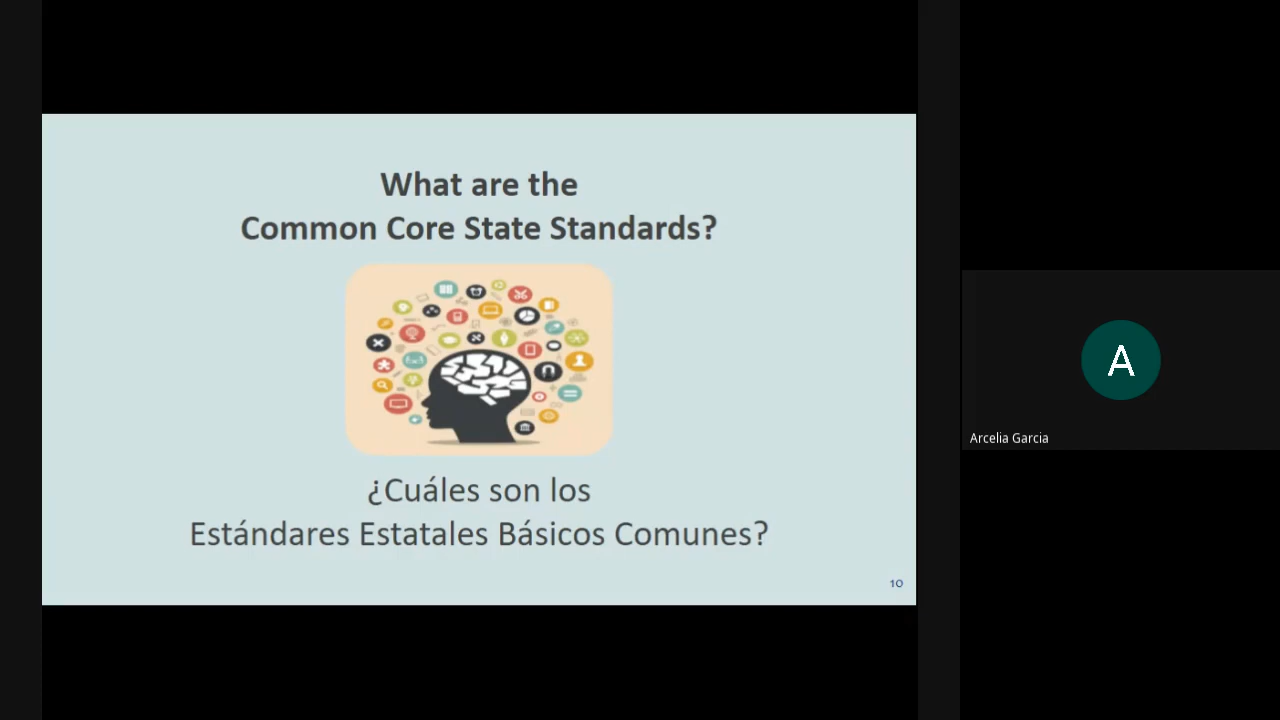 What are the
Common Core State Standards?
¿Cuáles son los
Estándares Estatales Básicos Comunes?
10
A
Arcelia Garcia